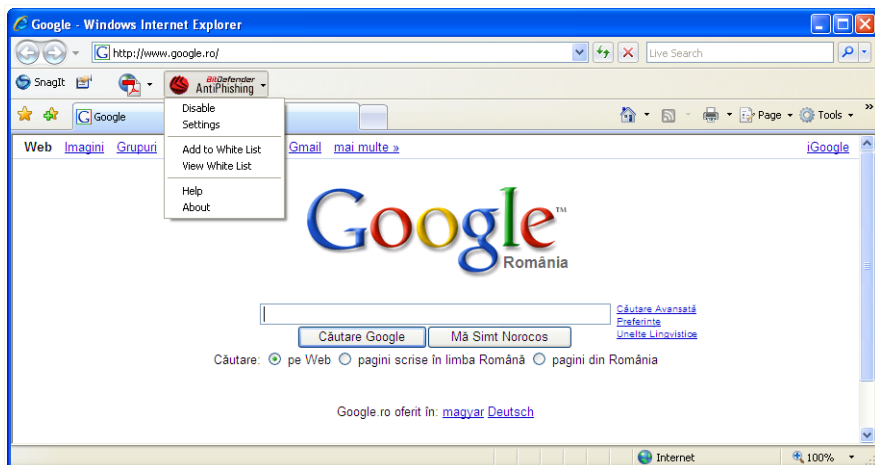 Google - Windows Internet Explorer
http://www.google.ro/
Live Search
SnagIt
BitDefender
AntiPhishing
Google
Page
Tools
»
Disable
Settings
Add to White List
View White List
Help
About
Web Imagini Grupuri Gmail mai multe »
iGoogle
Google™
România
Căutare Avansată
Preferinte
Unelte Lingvistice
Căutare Google
Mă Simt Norocos
Căutare: pe Web pagini scrise în limba Română pagini din România
Google.ro oferit în: magyar Deutsch
Internet
100%